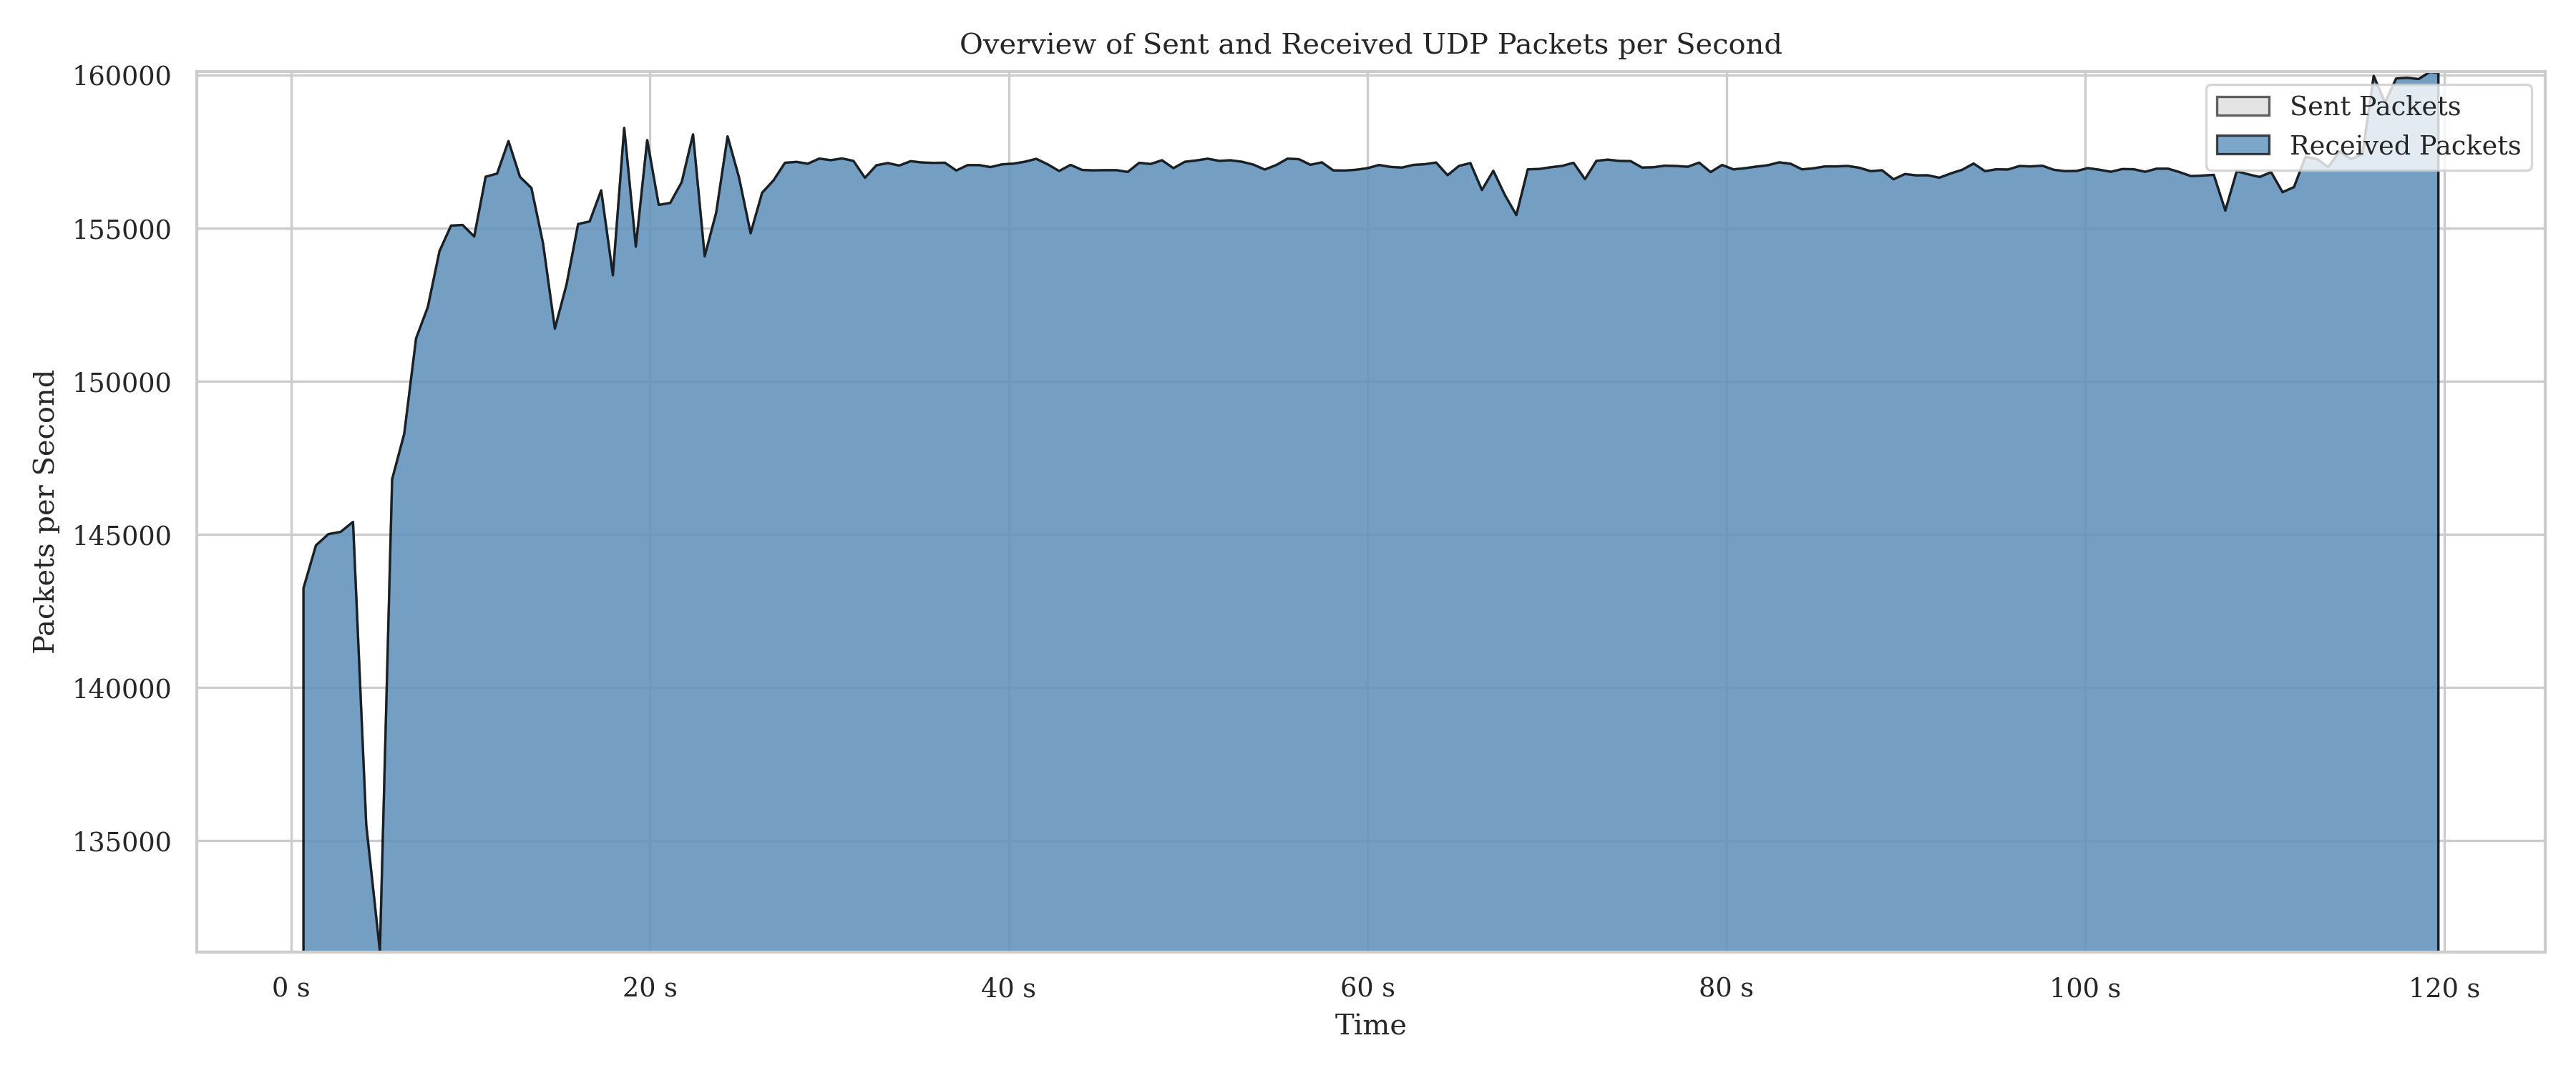 Overview of Sent and Received UDP Packets per Second
160000
155000
150000
145000
140000
135000
Packets per Second
Sent Packets
Received Packets
0 s
20 s
40 s
60 s
80 s
100 s
120 s
Time